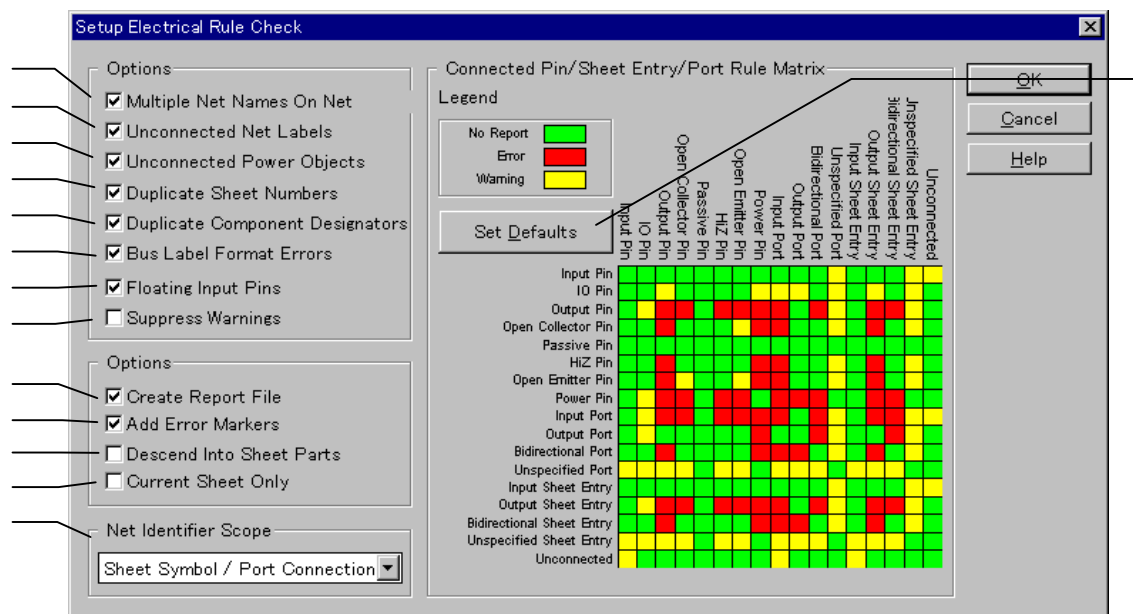 Setup Electrical Rule Check
Options
Multiple Net Names On Net
Unconnected Net Labels
Unconnected Power Objects
Duplicate Sheet Numbers
Duplicate Component Designators
Bus Label Format Errors
Floating Input Pins
Suppress Warnings
Options
Create Report File
Add Error Markers
Descend Into Sheet Parts
Current Sheet Only
Net Identifier Scope
Sheet Symbol / Port Connection
Connected Pin/Sheet Entry/Port Rule Matrix
Legend
No Report
Error
Warning
Set Defaults
Input Pin
IO Pin
Output Pin
Open Collector Pin
Passive Pin
HiZ Pin
Open Emitter Pin
Power Pin
Input Port
Output Port
Bidirectional Port
Unspecified Port
Input Sheet Entry
Output Sheet Entry
Bidirectional Sheet Entry
Unspecified Sheet Entry
Unconnected
Input Pin
IO Pin
Output Pin
Open Collector Pin
Passive Pin
HiZ Pin
Open Emitter Pin
Power Pin
Input Port
Output Port
Bidirectional Port
Unspecified Port
Input Sheet Entry
Output Sheet Entry
Bidirectional Sheet Entry
Unspecified Sheet Entry
Unconnected
OK
Cancel
Help